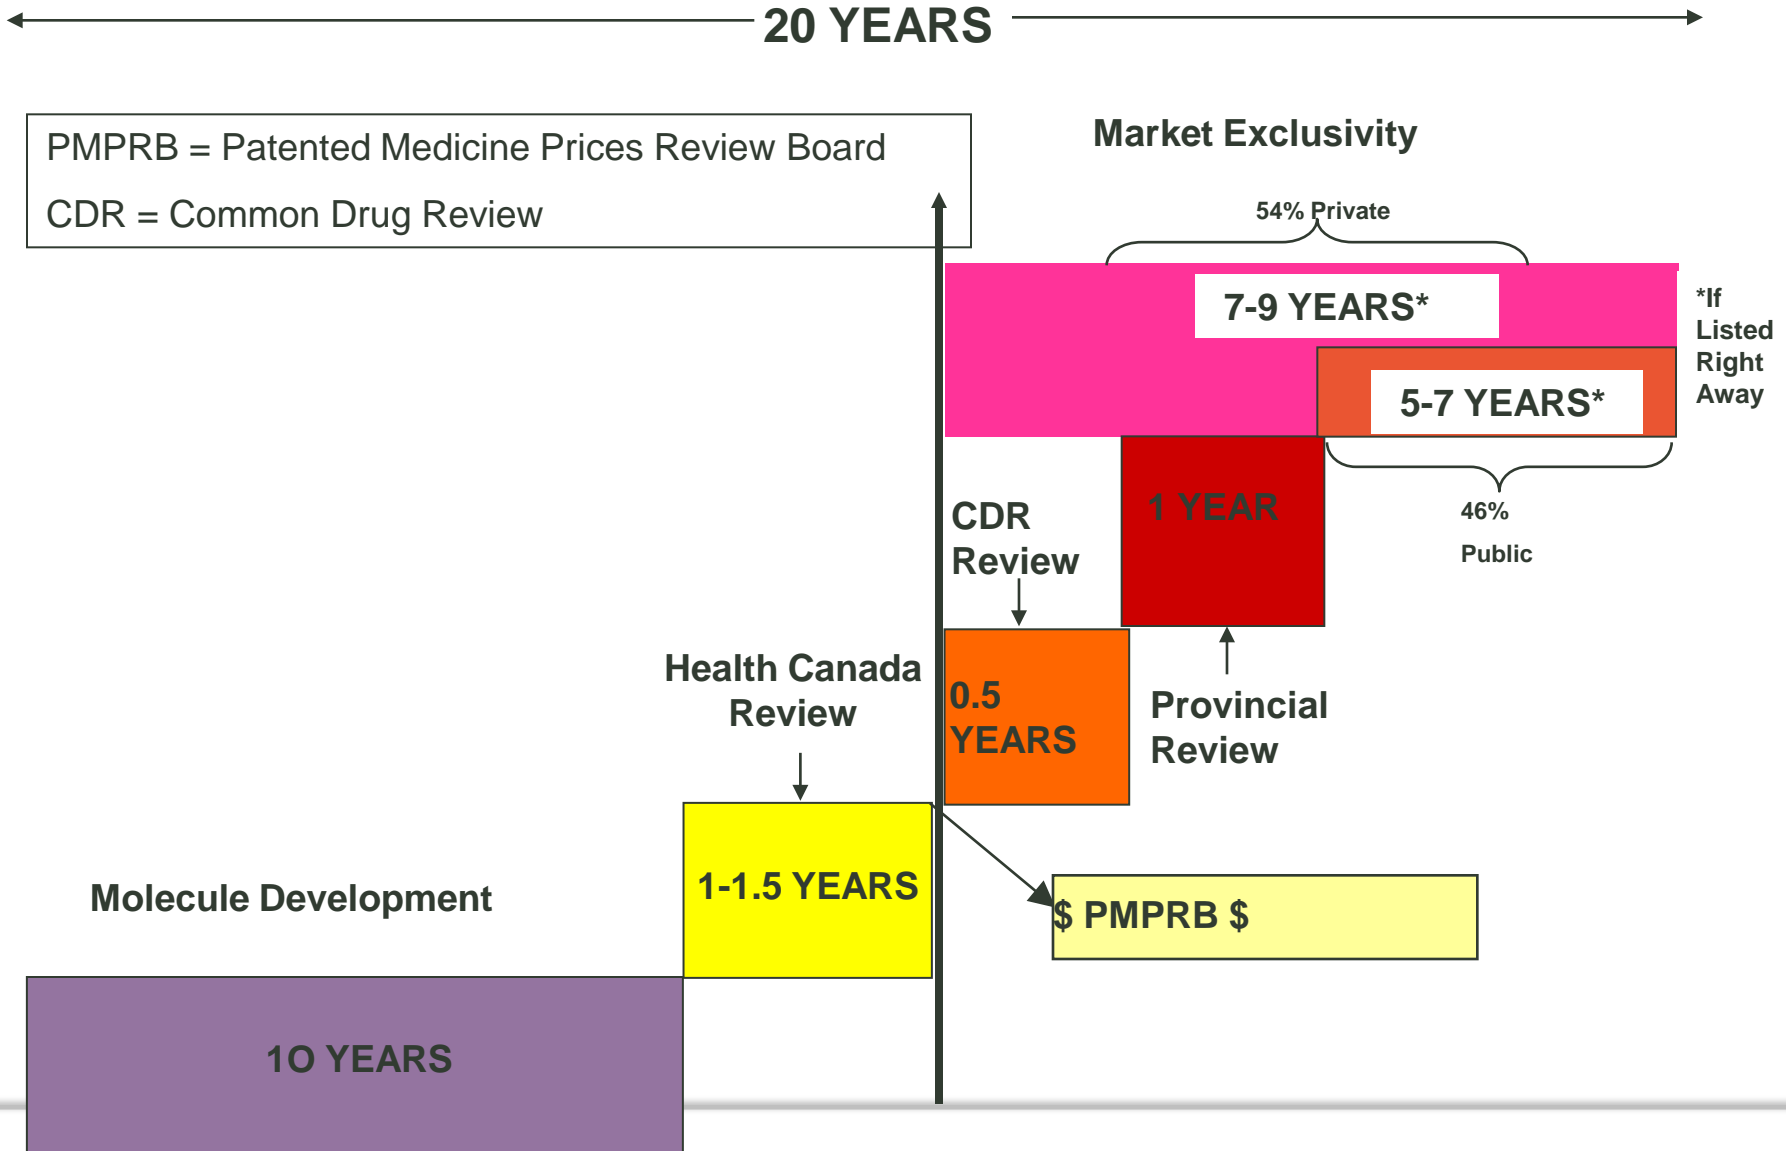 20 YEARS
PMPRB = Patented Medicine Prices Review Board
CDR = Common Drug Review
Market Exclusivity
54% Private
7-9 YEARS*
*If
Listed
Right
Away
5-7 YEARS*
46%
Public
1 YEAR
CDR
Review
Provincial
Review
0.5
YEARS
Health Canada
Review
1-1.5 YEARS
$ PMPRB $
Molecule Development
1O YEARS